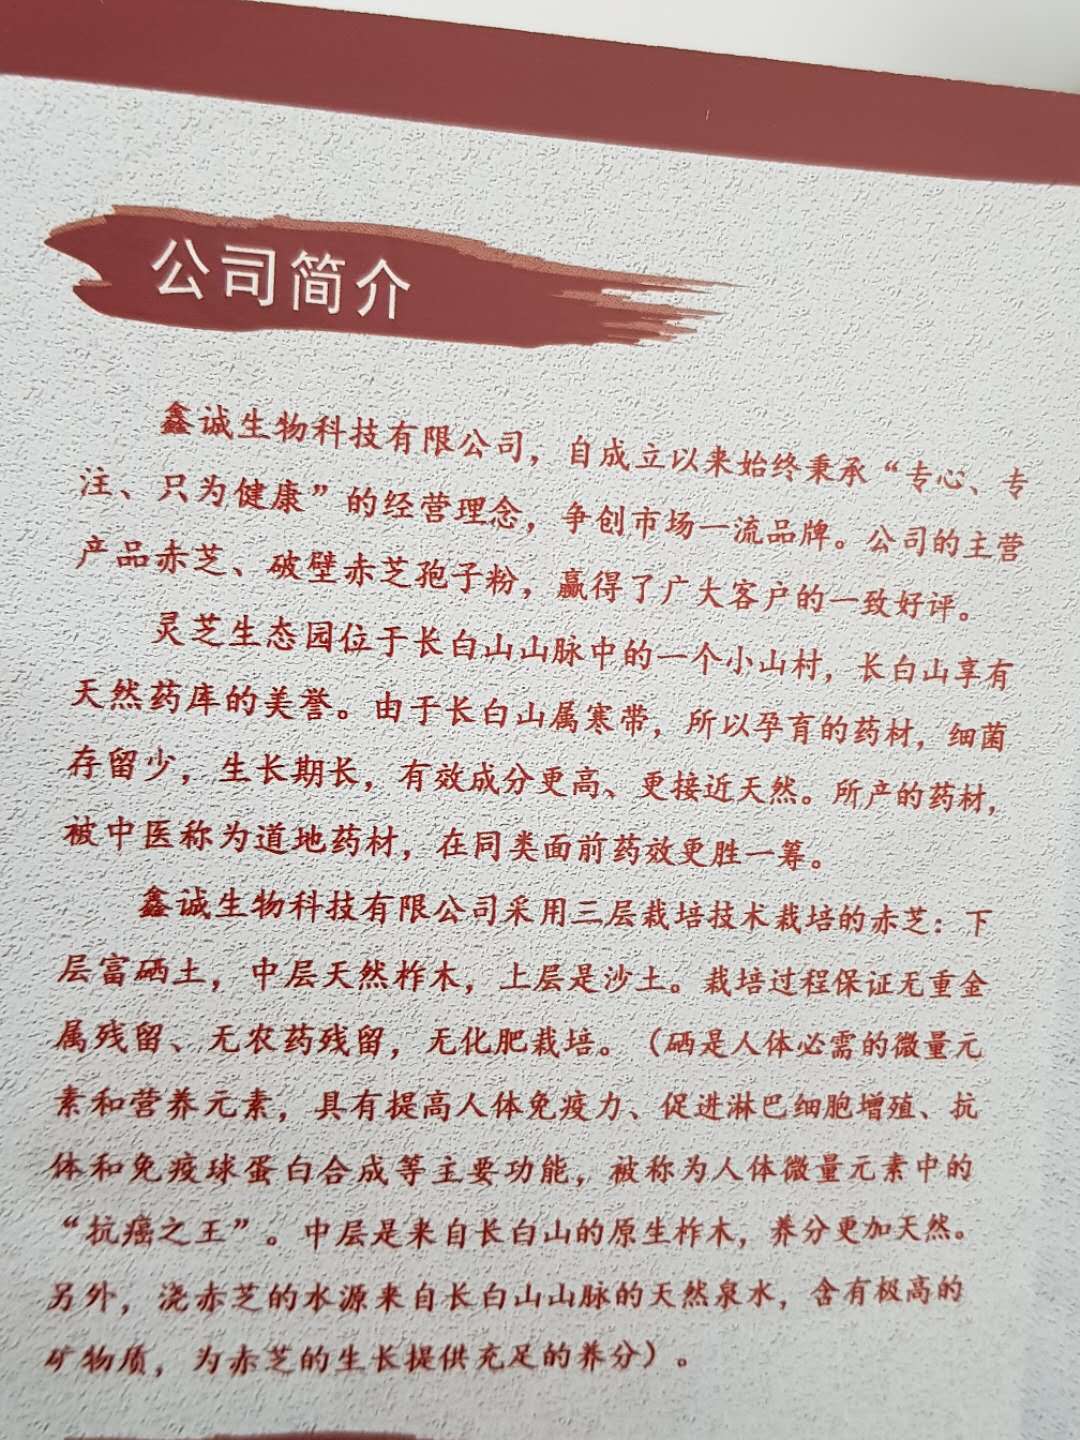 公司简介
鑫诚生物科技有限公司，自成立以来始终秉承“专心、专
注、只为健康”的经营理念，争创市场一流品牌。公司的主营
产品赤芝、破壁赤芝孢子粉，赢得了广大客户的一致好评。
灵芝生态园位于长白山山脉中的一个小山村，长白山享有
天然药库的美誉。由于长白山属寒带，所以孕育的药材，细菌
存留少，生长期长，有效成分更高、更接近天然。所产的药材，
被中医称为道地药材，在同类面前药效更胜一筹。
鑫诚生物科技有限公司采用三层栽培技术栽培的赤芝：下
层富硒土，中层天然柞木，上层是沙土。栽培过程保证无重金
属残留、无农药残留，无化肥栽培。（硒是人体必需的微量元
素和营养元素，具有提高人体免疫力、促进淋巴细胞增殖、抗
体和免疫球蛋白合成等主要功能，被称为人体微量元素中的
“抗癌之王”。中层是来自长白山的原生柞木，养分更加天然。
另外，浇赤芝的水源来自长白山山脉的天然泉水，含有极高的
矿物质，为赤芝的生长提供充足的养分）。